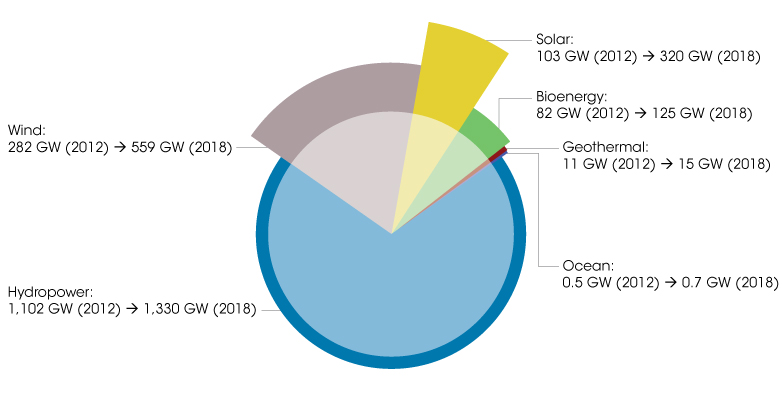 Solar:
103 GW (2012) → 320 GW (2018)
Bioenergy:
82 GW (2012) → 125 GW (2018)
Wind:
282 GW (2012) → 559 GW (2018)
Geothermal:
11 GW (2012) → 15 GW (2018)
Ocean:
0.5 GW (2012) → 0.7 GW (2018)
Hydropower:
1,102 GW (2012) → 1,330 GW (2018)